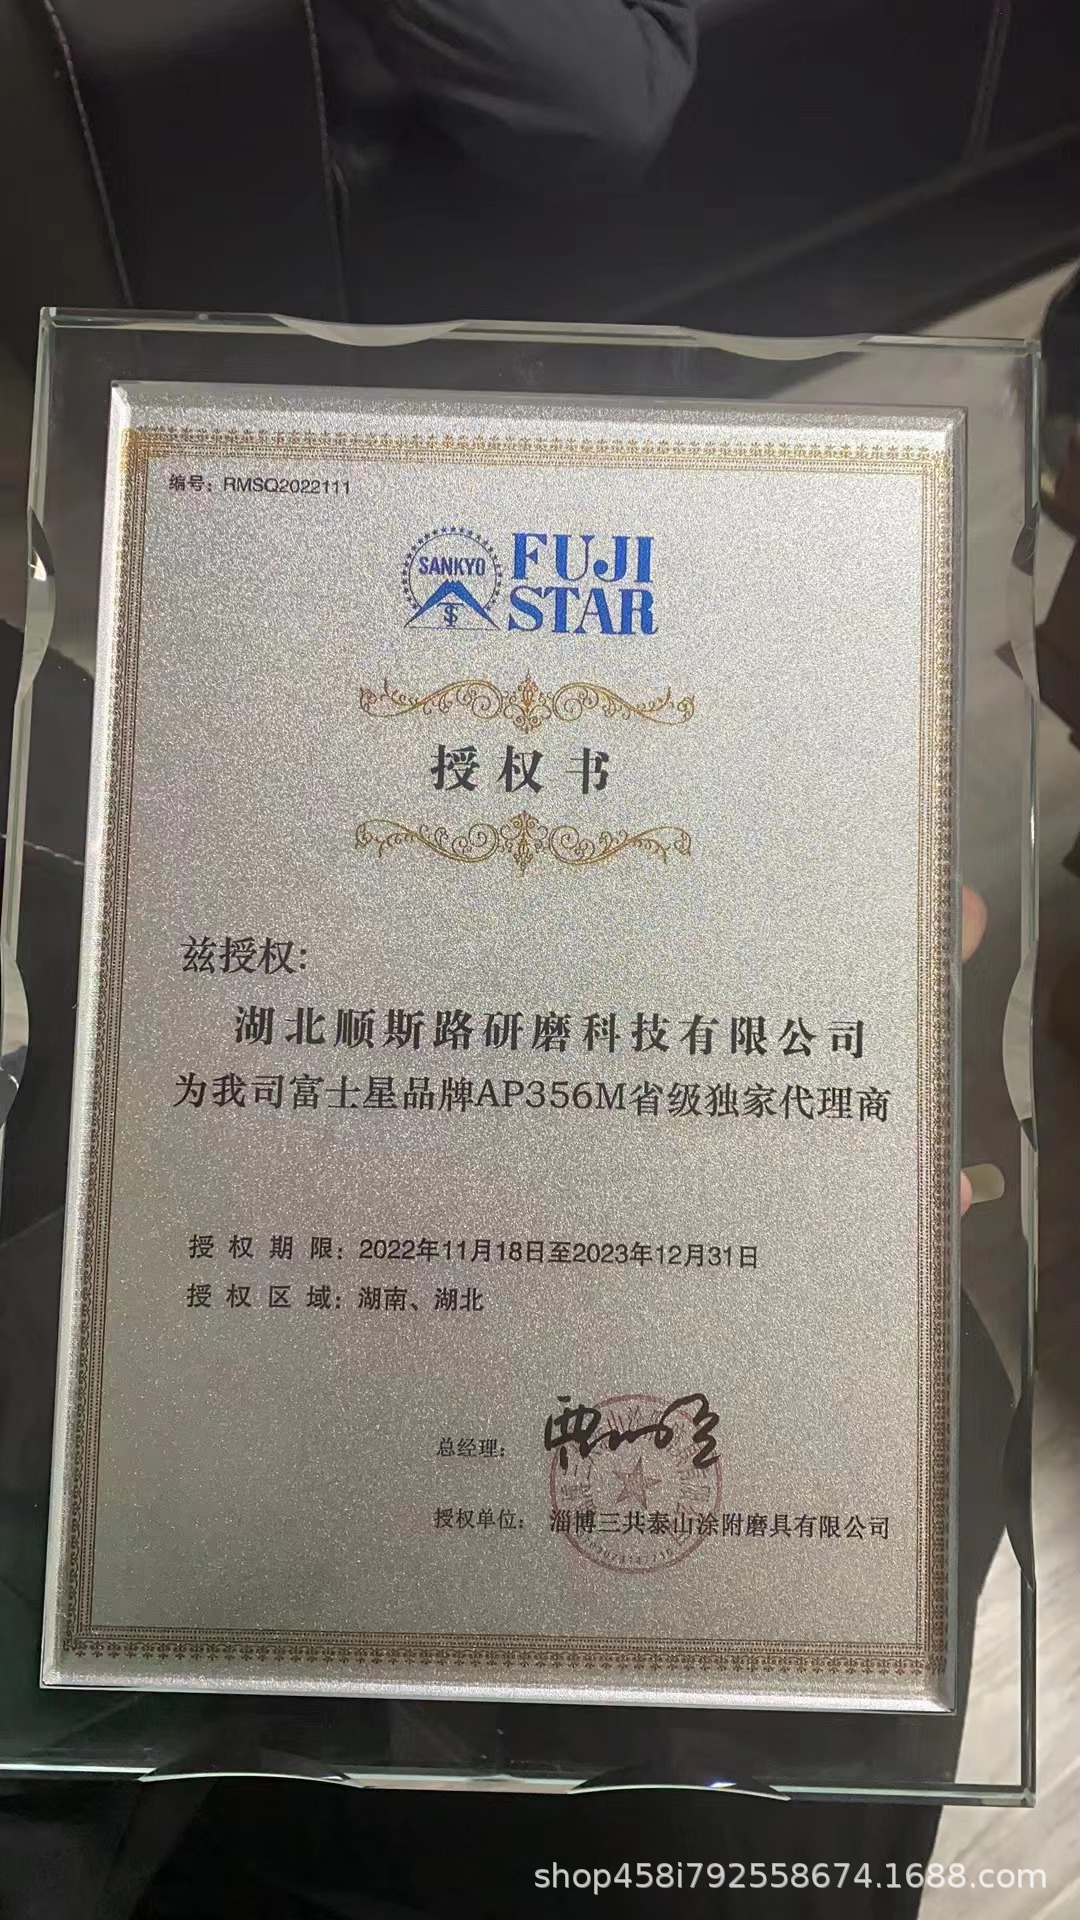 编号：RMSQ2022111
SANKYO
FUJI
STAR
授权书
兹授权:
湖北顺斯路研磨科技有限公司
为我司富士星品牌AP356M省级独家代理商
授权期限：2022年11月18日至2023年12月31日
授权区域：湖南、湖北
总经理：
授权单位：淄博三共泰山涂附磨具有限公司
shop458i792558674.1688.com